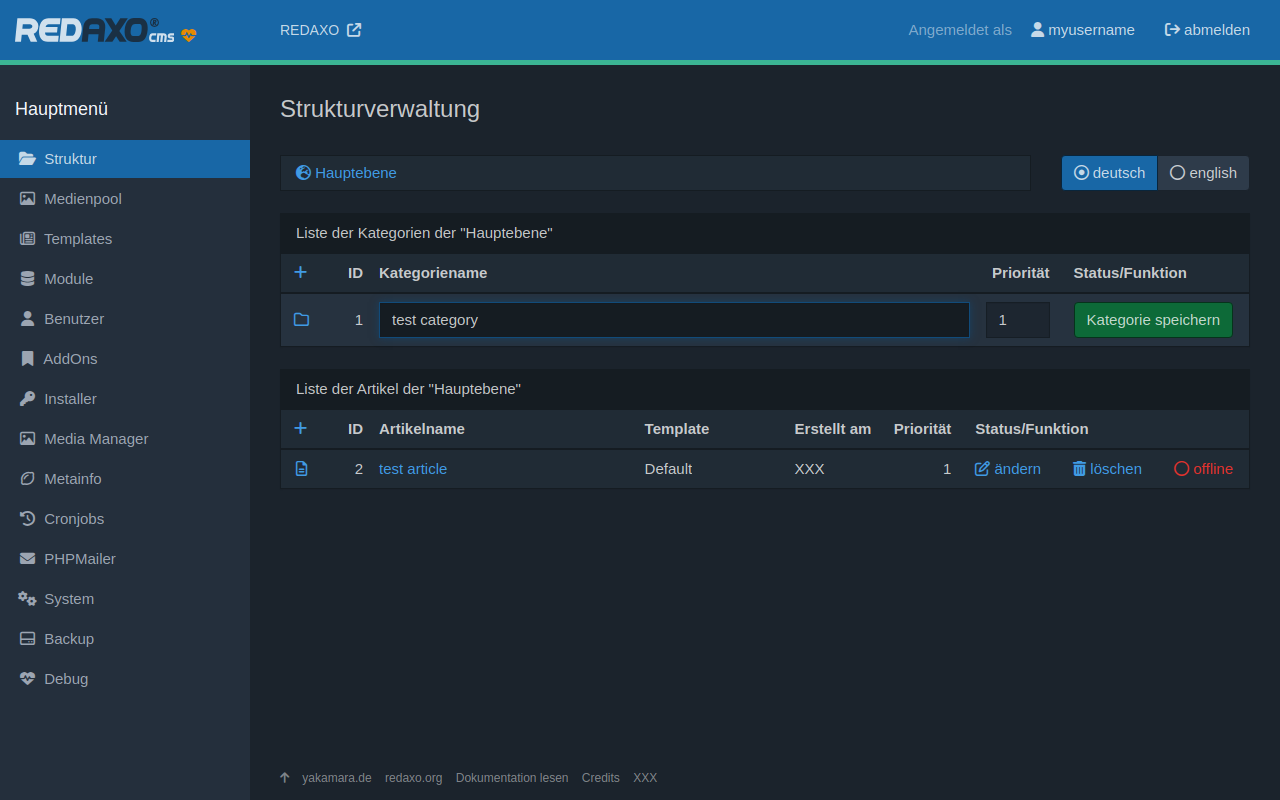 REDAXO® cms REDAXO Angemeldet als myusername abmelden
Hauptmenü
Struktur
Medienpool
Templates
Module
Benutzer
AddOns
Installer
Media Manager
Metainfo
Cronjobs
PHPMailer
System
Backup
Debug
Strukturverwaltung
Hauptebene deutsch english
Liste der Kategorien der "Hauptebene"
ID Kategoriename Priorität Status/Funktion
1 test category 1 Kategorie speichern
Liste der Artikel der "Hauptebene"
ID Artikelname Template Erstellt am Priorität Status/Funktion
2 test article Default XXX 1 ändern löschen offline
yakamara.de redaxo.org Dokumentation lesen Credits XXX